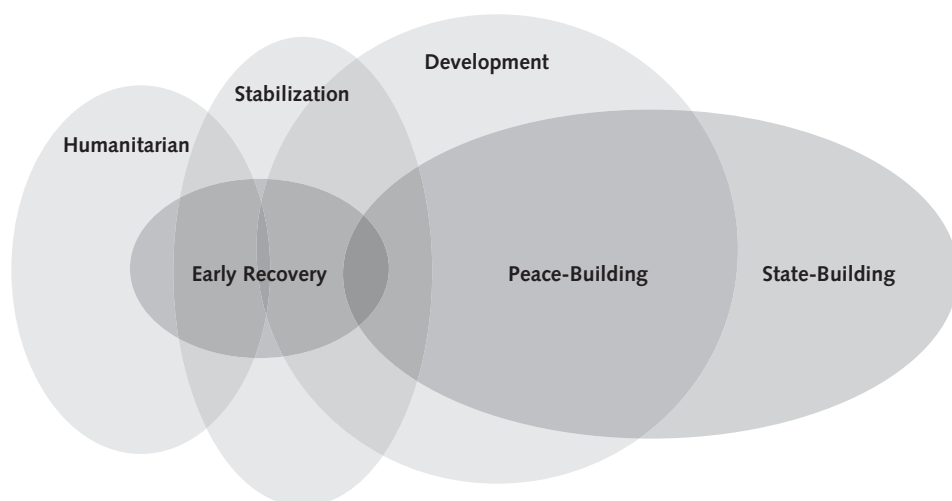 Development
Stabilization
Humanitarian
Early Recovery
Peace-Building
State-Building